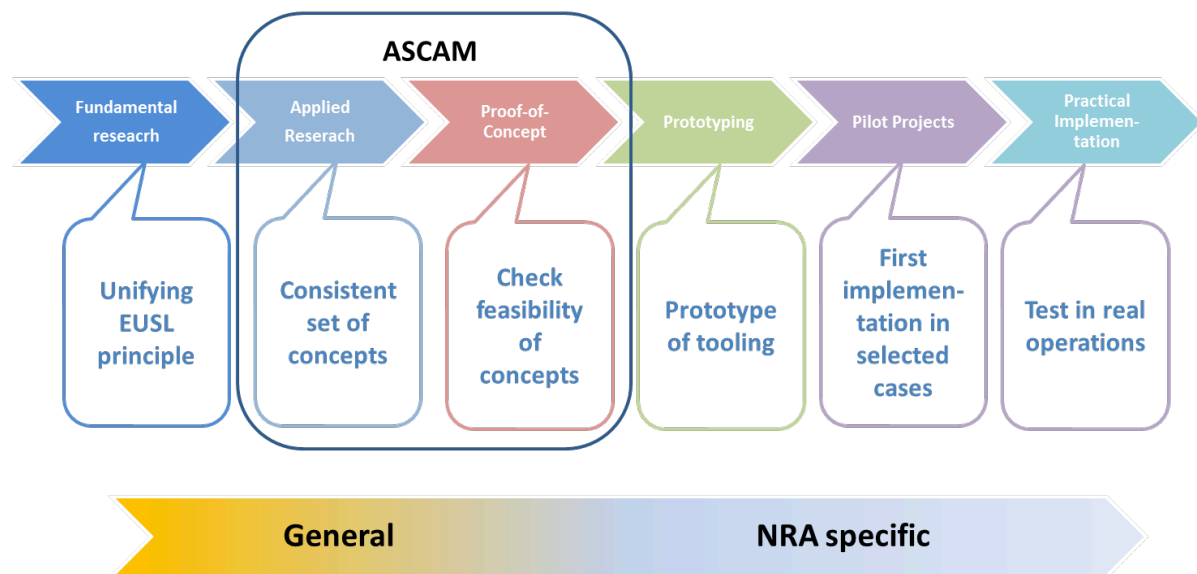 ASCAM
Fundamental
reseacrh
Applied
Reserach
Proof-of-
Concept
Prototyping
Pilot Projects
Practical
Implemen-
tation
Unifying
EUSL
principle
Consistent
set of
concepts
Check
feasibility
of
concepts
Prototype
of tooling
First
implemen-
tation in
selected
cases
Test in real
operations
General
NRA specific